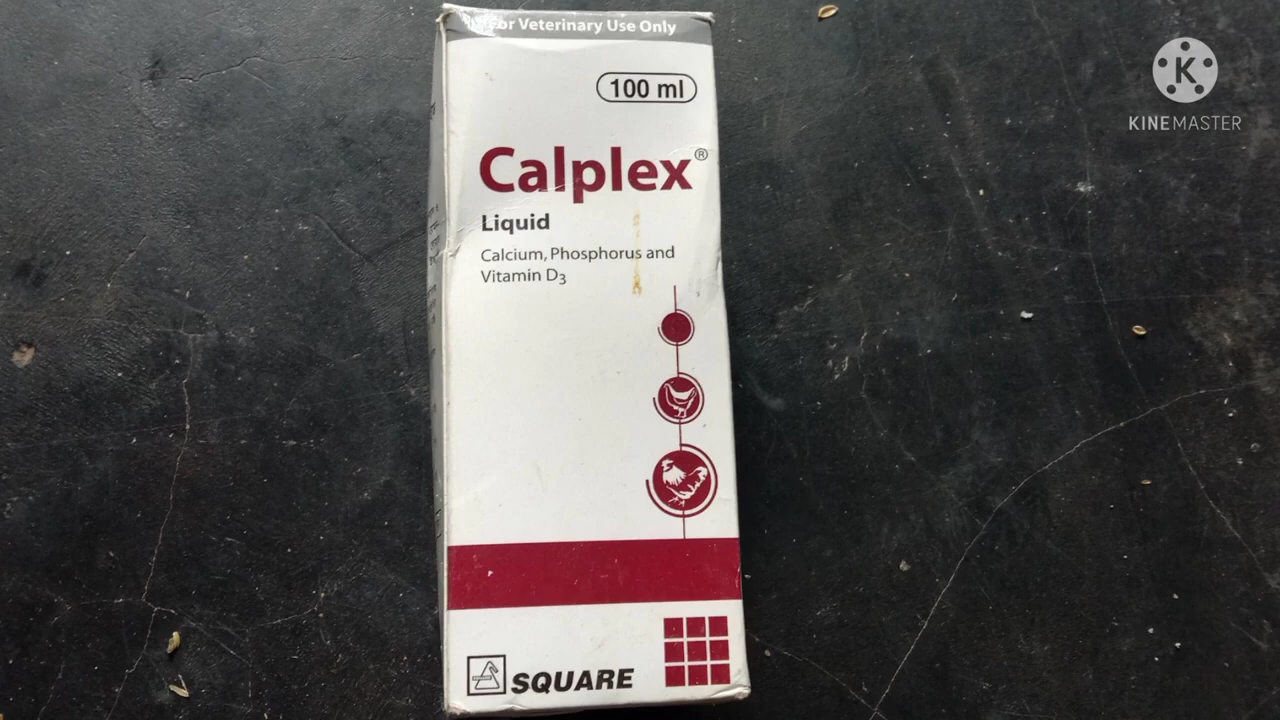 For Veterinary Use Only
100 ml
Calplex®
Liquid
Calcium, Phosphorus and
Vitamin D3
SQUARE
K
KINEMASTER